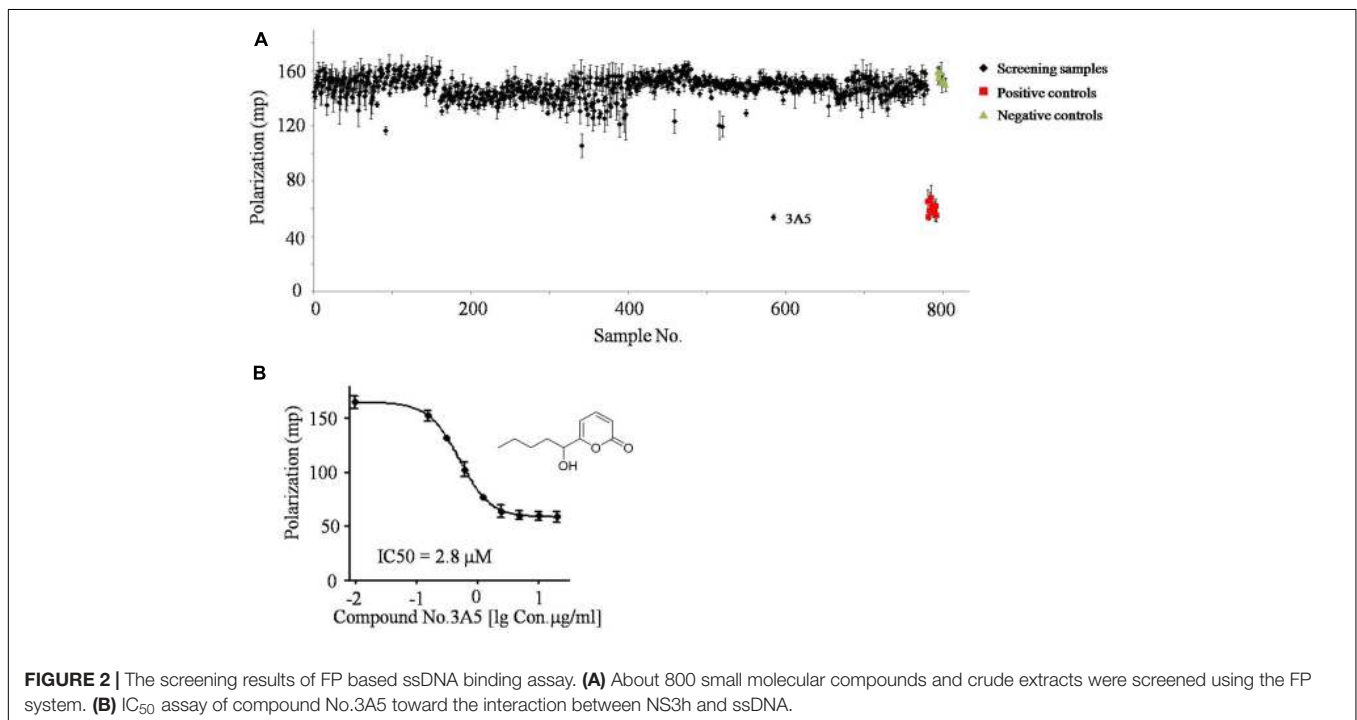 A
Polarization (mp)
160
120
80
40
0
3A5
0 200 400 600 800
Sample No.
Screening samples
Positive controls
Negative controls
B
Polarization (mp)
150
100
50
0
OH
O
O
IC50 = 2.8 μM
-2 -1 0 1
Compound No.3A5 [lg Con.μg/ml]
FIGURE 2 | The screening results of FP based ssDNA binding assay. (A) About 800 small molecular compounds and crude extracts were screened using the FP
system. (B) IC50 assay of compound No.3A5 toward the interaction between NS3h and ssDNA.